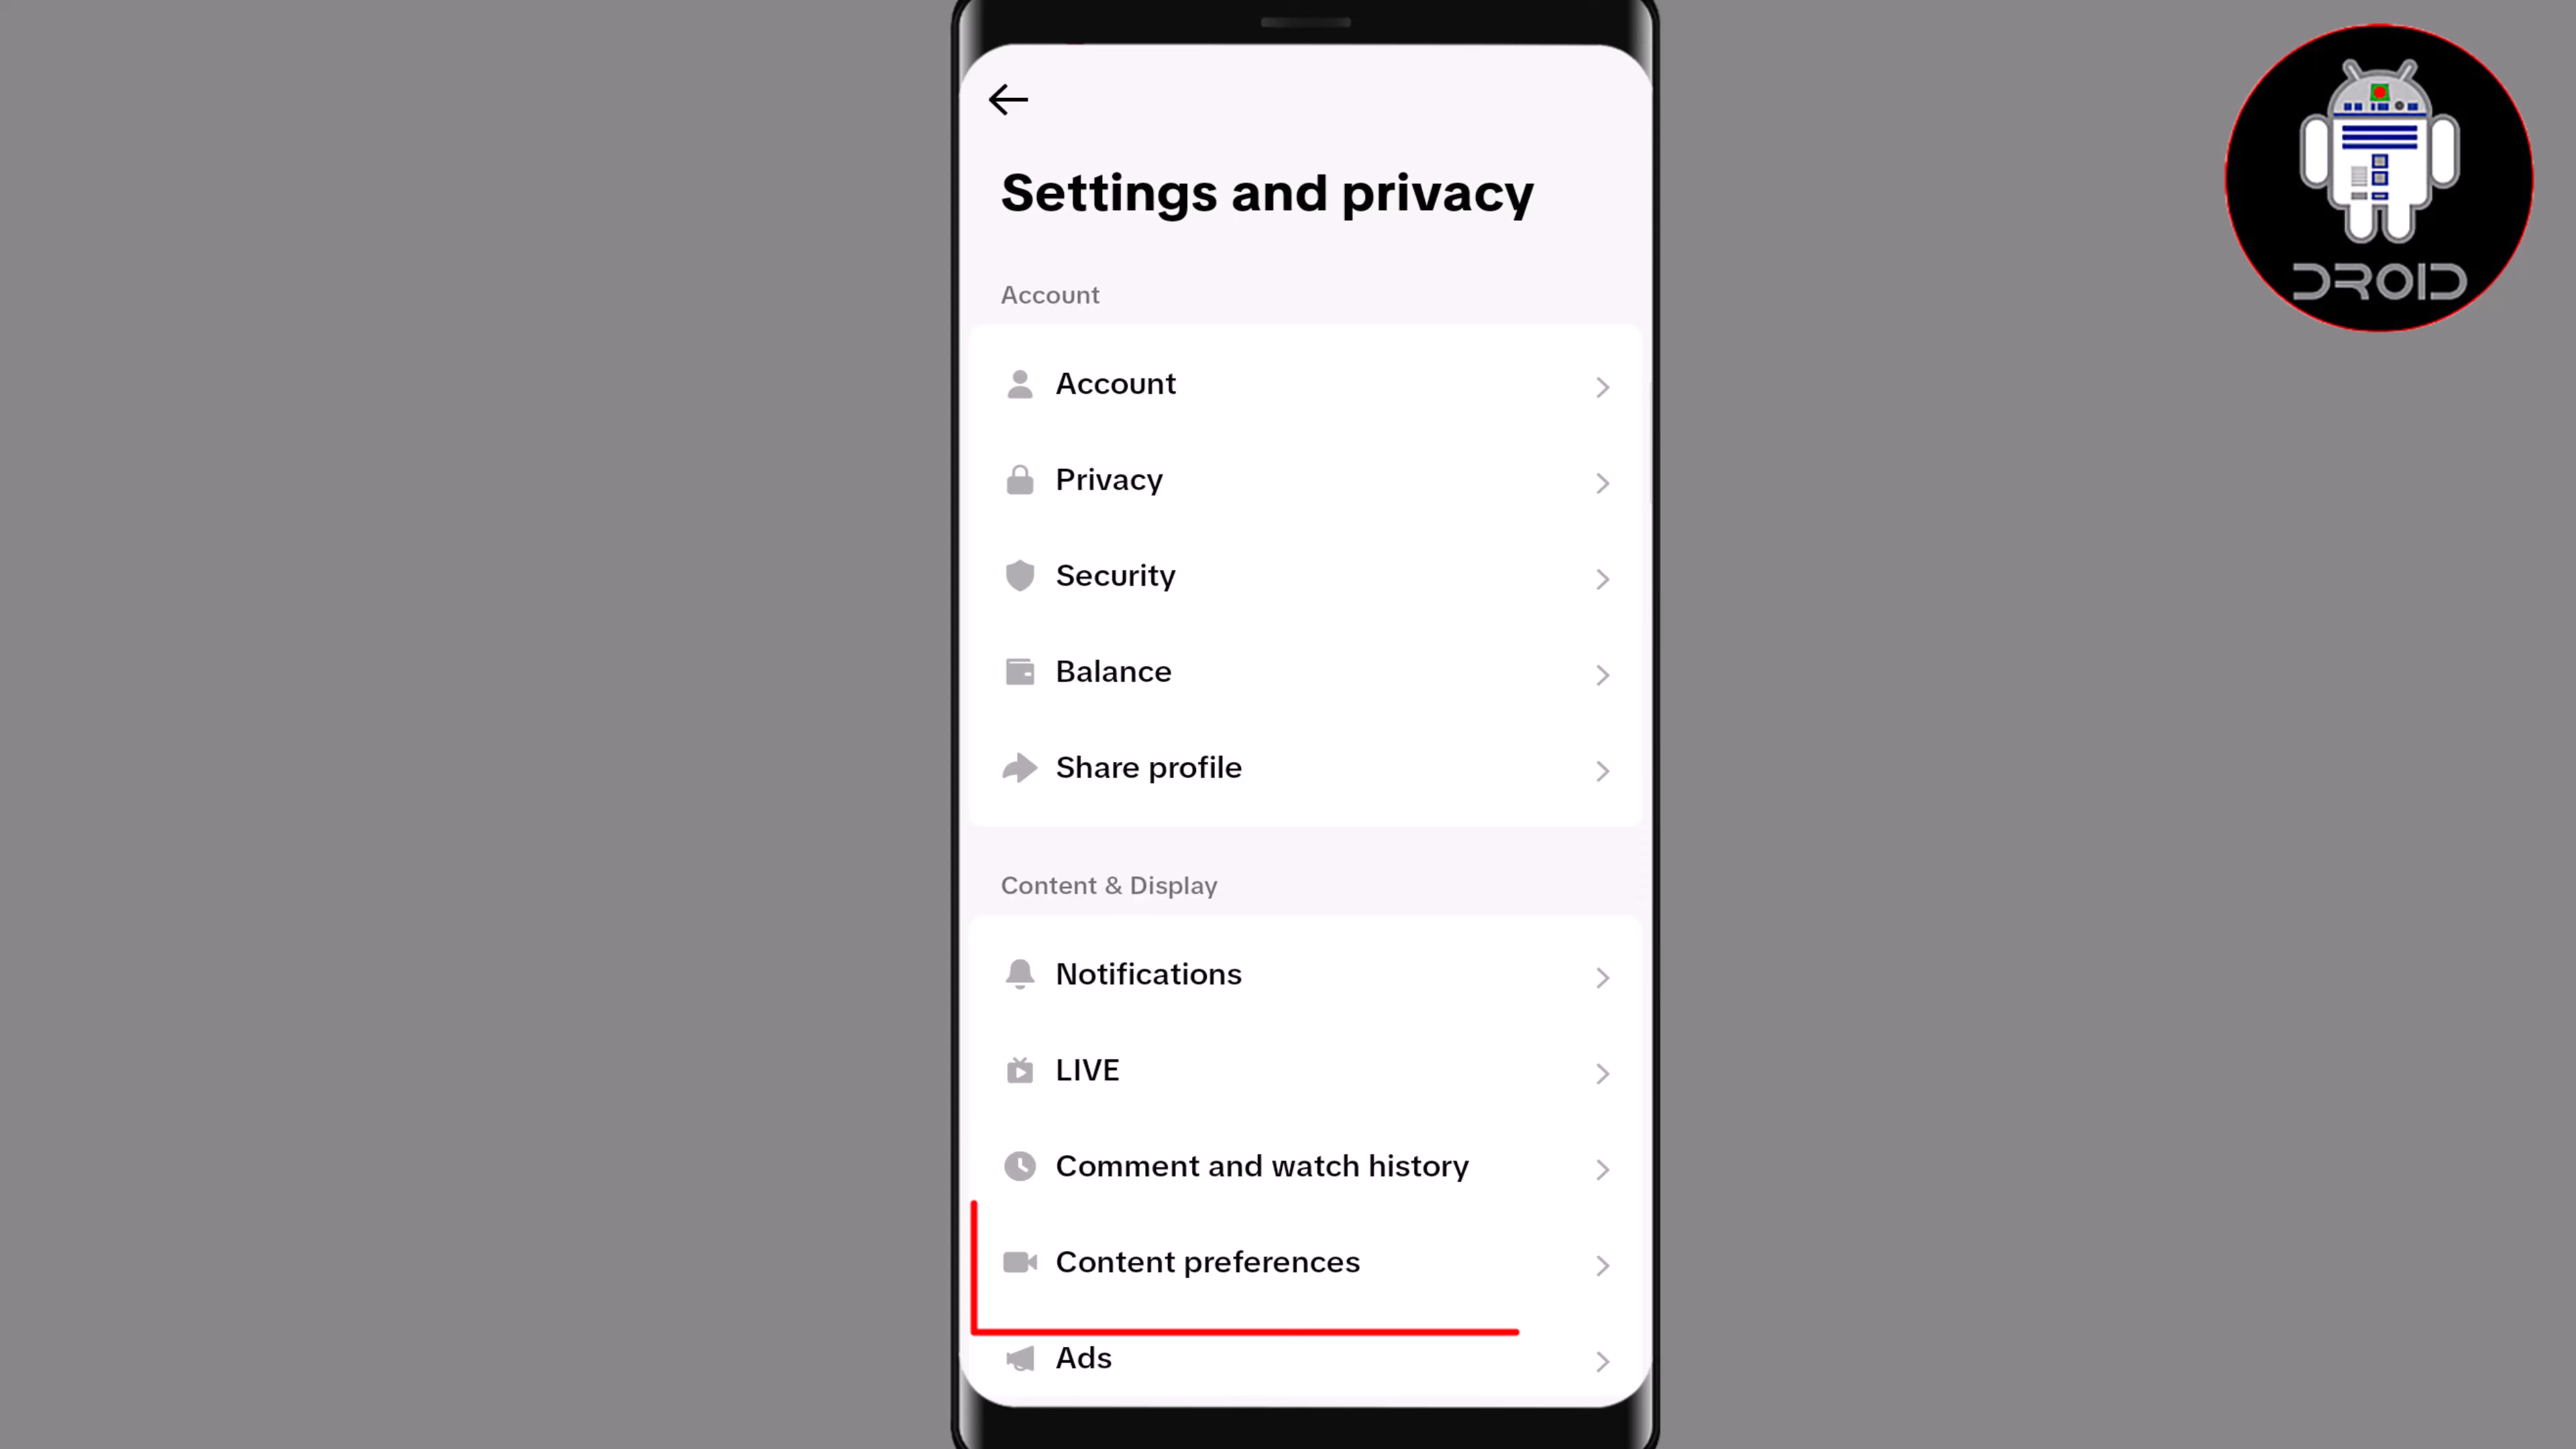 Settings and privacy
Account
Account
Privacy
Security
Balance
Share profile
Content & Display
Notifications
LIVE
Comment and watch history
Content preferences
Ads
DROID